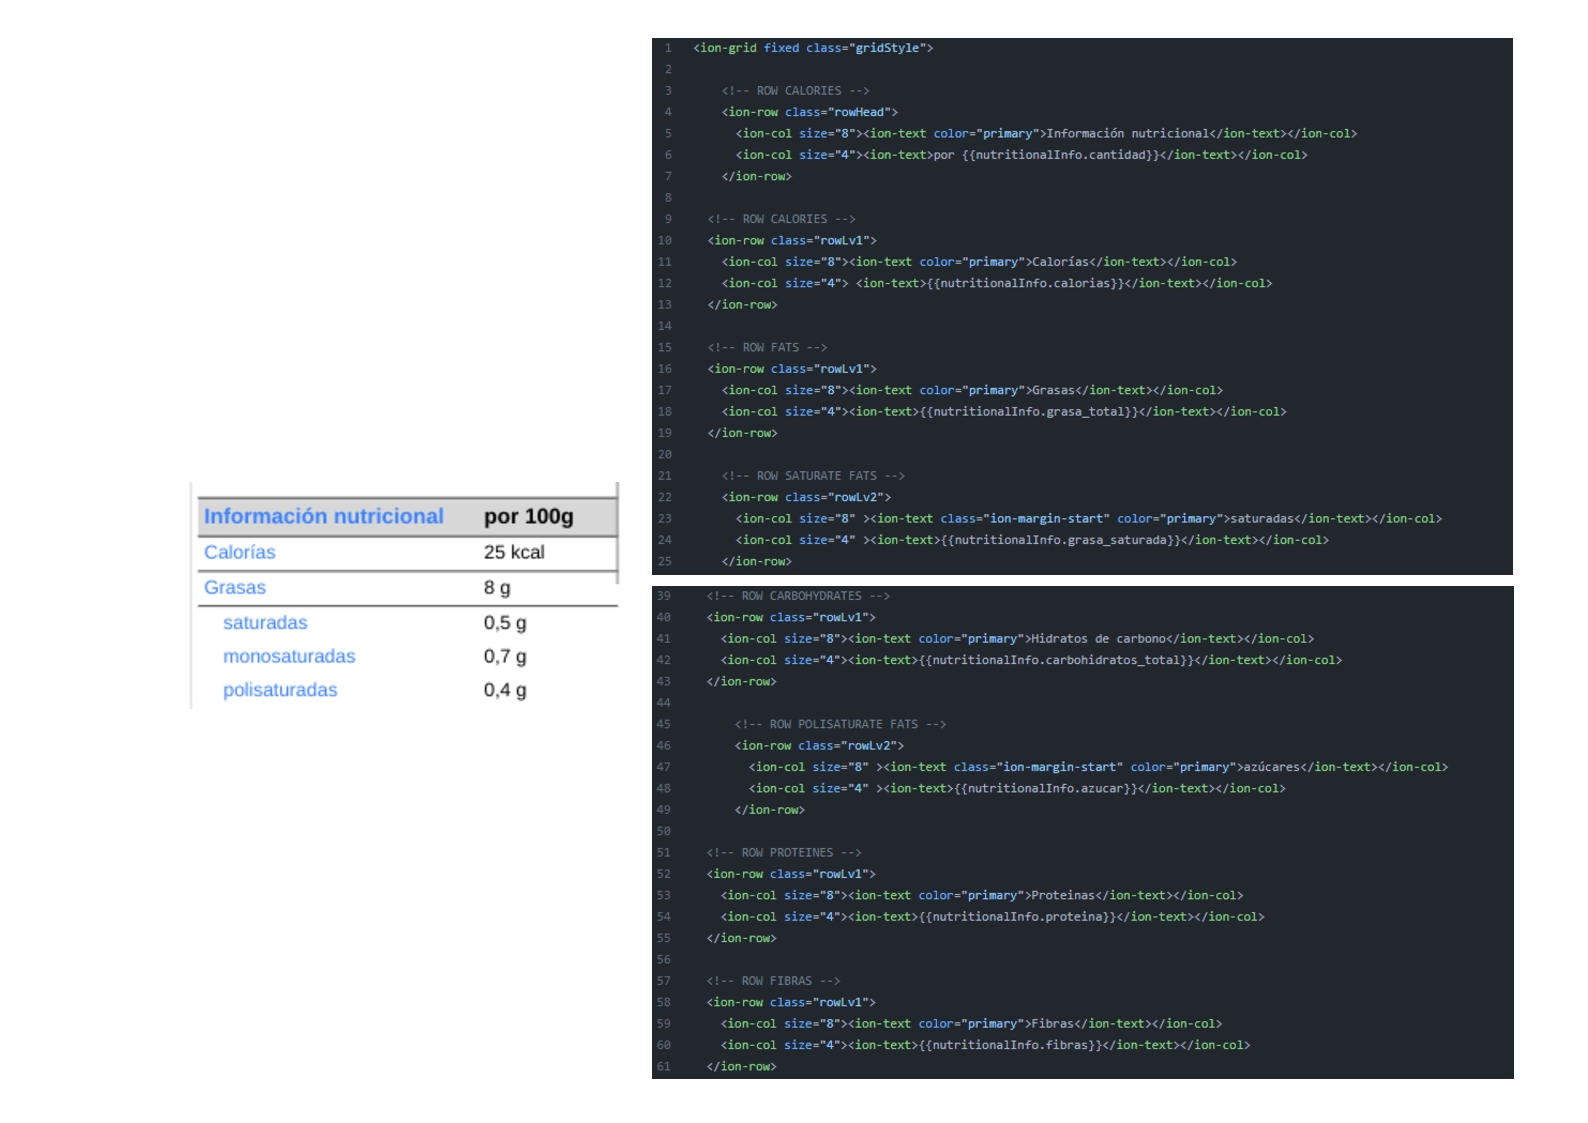 Información nutricional por 100g
Calorías 25 kcal
Grasas 8 g
saturadas 0,5 g
monosaturadas 0,7 g
polisaturadas 0,4 g
1 <ion-grid fixed class="gridStyle">
2
3 <!-- ROW CALORIES -->
4 <ion-row class="rowHead">
5 <ion-col size="8"><ion-text color="primary">Información nutricional</ion-text></ion-col>
6 <ion-col size="4"><ion-text>por {{nutritionalInfo.cantidad}}</ion-text></ion-col>
7 </ion-row>
8
9 <!-- ROW CALORIES -->
10 <ion-row class="rowLv1">
11 <ion-col size="8"><ion-text color="primary">Calorías</ion-text></ion-col>
12 <ion-col size="4"> <ion-text>{{nutritionalInfo.calorias}}</ion-text></ion-col>
13 </ion-row>
14
15 <!-- ROW FATS -->
16 <ion-row class="rowLv1">
17 <ion-col size="8"><ion-text color="primary">Grasas</ion-text></ion-col>
18 <ion-col size="4"><ion-text>{{nutritionalInfo.grasa_total}}</ion-text></ion-col>
19 </ion-row>
20
21 <!-- ROW SATURATE FATS -->
22 <ion-row class="rowLv2">
23 <ion-col size="8" ><ion-text class="ion-margin-start" color="primary">saturadas</ion-text></ion-col>
24 <ion-col size="4" ><ion-text>{{nutritionalInfo.grasa_saturada}}</ion-text></ion-col>
25 </ion-row>
39 <!-- ROW CARBOHYDRATES -->
40 <ion-row class="rowLv1">
41 <ion-col size="8"><ion-text color="primary">Hidratos de carbono</ion-text></ion-col>
42 <ion-col size="4"><ion-text>{{nutritionalInfo.carbohidratos_total}}</ion-text></ion-col>
43 </ion-row>
44
45 <!-- ROW POLISATURATE FATS -->
46 <ion-row class="rowLv2">
47 <ion-col size="8" ><ion-text class="ion-margin-start" color="primary">azúcares</ion-text></ion-col>
48 <ion-col size="4" ><ion-text>{{nutritionalInfo.azucar}}</ion-text></ion-col>
49 </ion-row>
50
51 <!-- ROW PROTEINES -->
52 <ion-row class="rowLv1">
53 <ion-col size="8"><ion-text color="primary">Proteinas</ion-text></ion-col>
54 <ion-col size="4"><ion-text>{{nutritionalInfo.proteina}}</ion-text></ion-col>
55 </ion-row>
56
57 <!-- ROW FIBRAS -->
58 <ion-row class="rowLv1">
59 <ion-col size="8"><ion-text color="primary">Fibras</ion-text></ion-col>
60 <ion-col size="4"><ion-text>{{nutritionalInfo.fibras}}</ion-text></ion-col>
61 </ion-row>